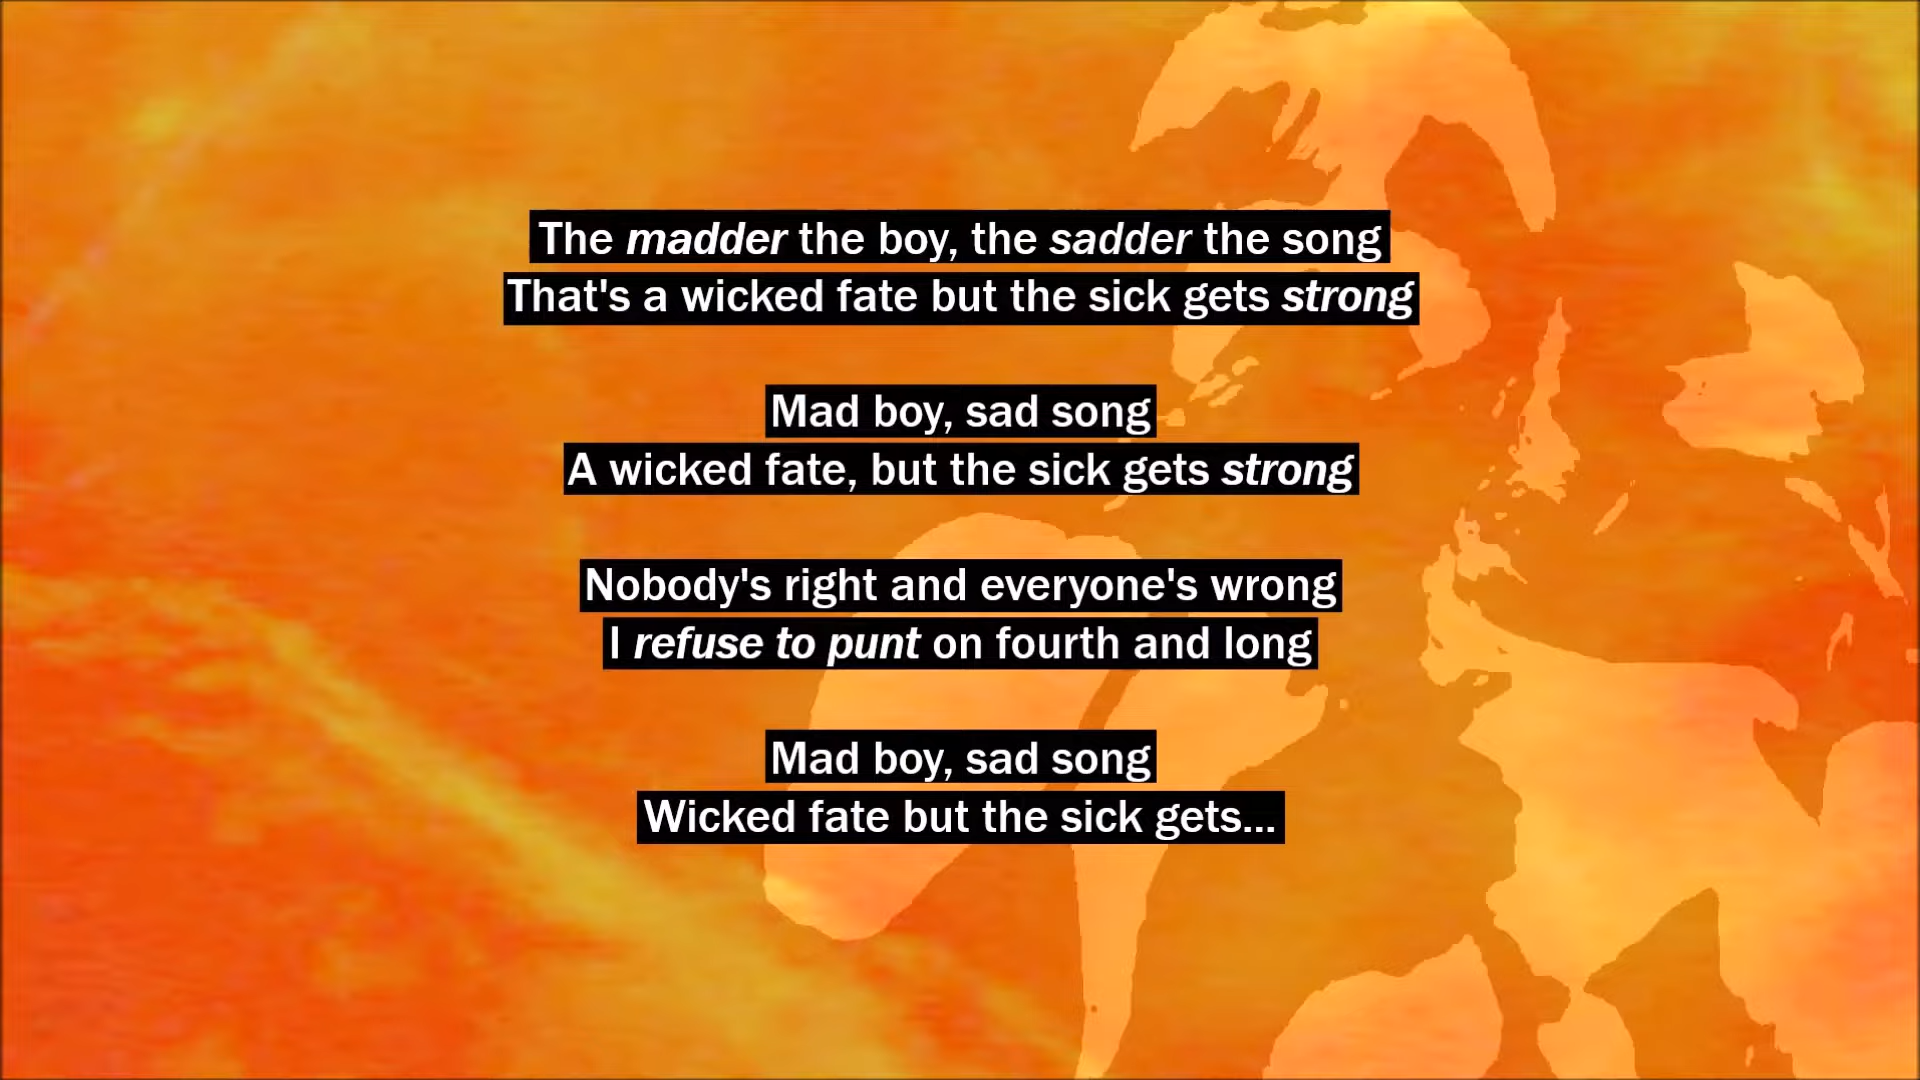 The madder the boy, the sadder the song
That's a wicked fate but the sick gets strong
Mad boy, sad song
A wicked fate, but the sick gets strong
Nobody's right and everyone's wrong
I refuse to punt on fourth and long
Mad boy, sad song
Wicked fate but the sick gets...